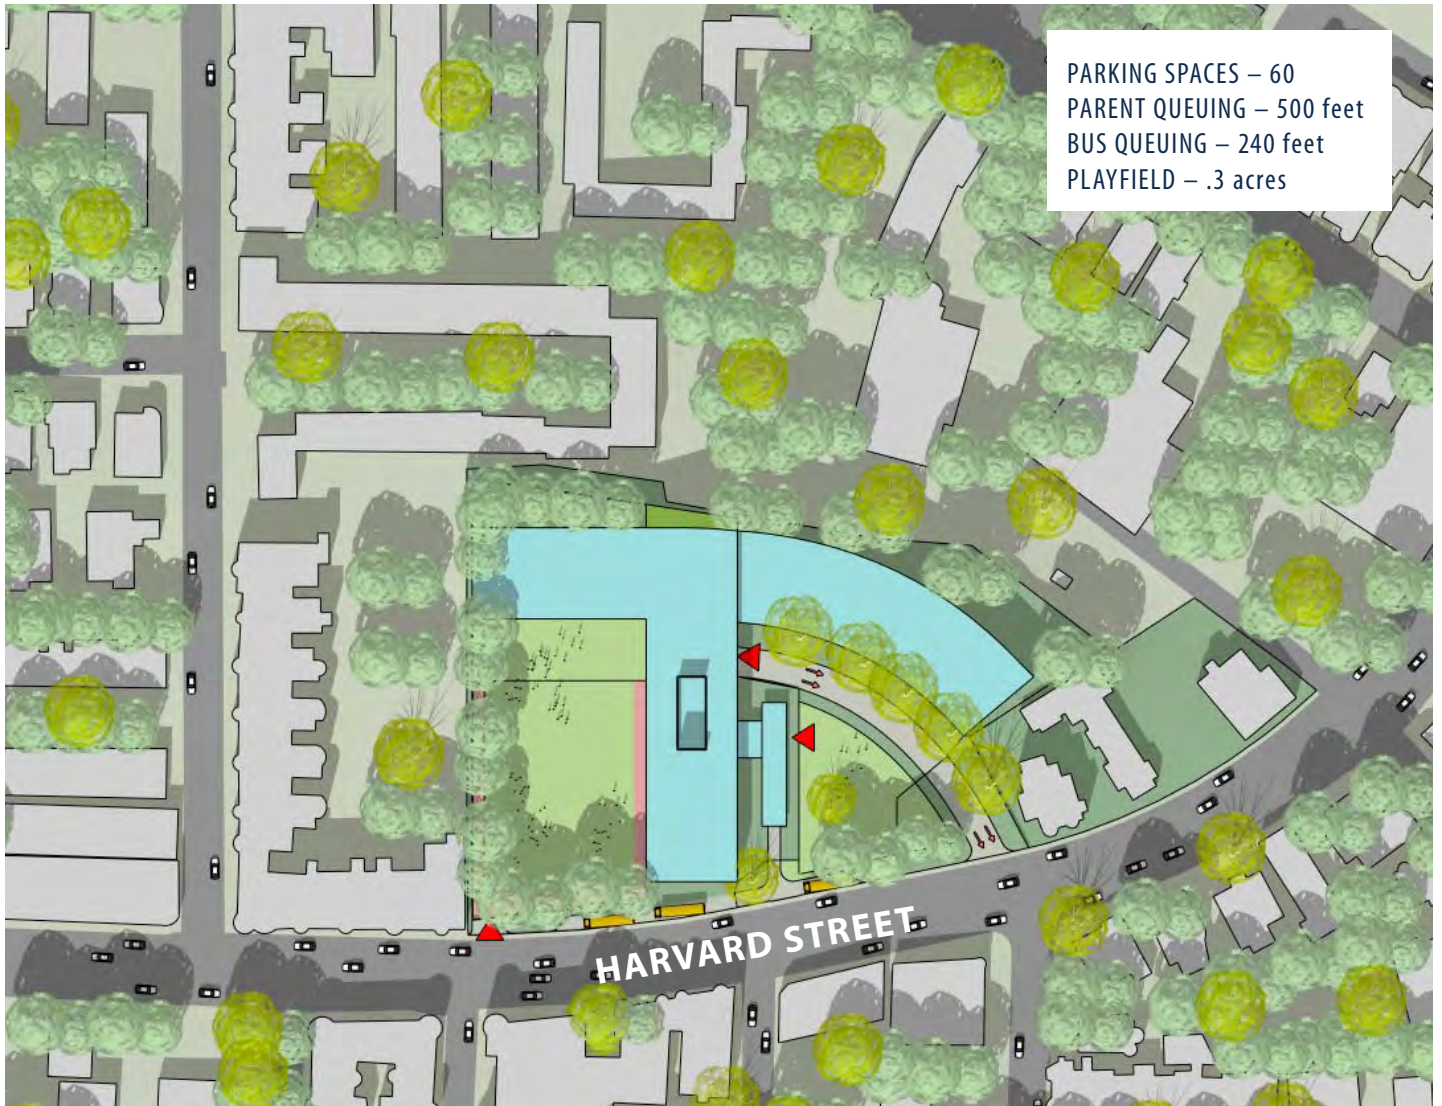 PARKING SPACES – 60
PARENT QUEUING – 500 feet
BUS QUEUING – 240 feet
PLAYFIELD – .3 acres
HARVARD STREET